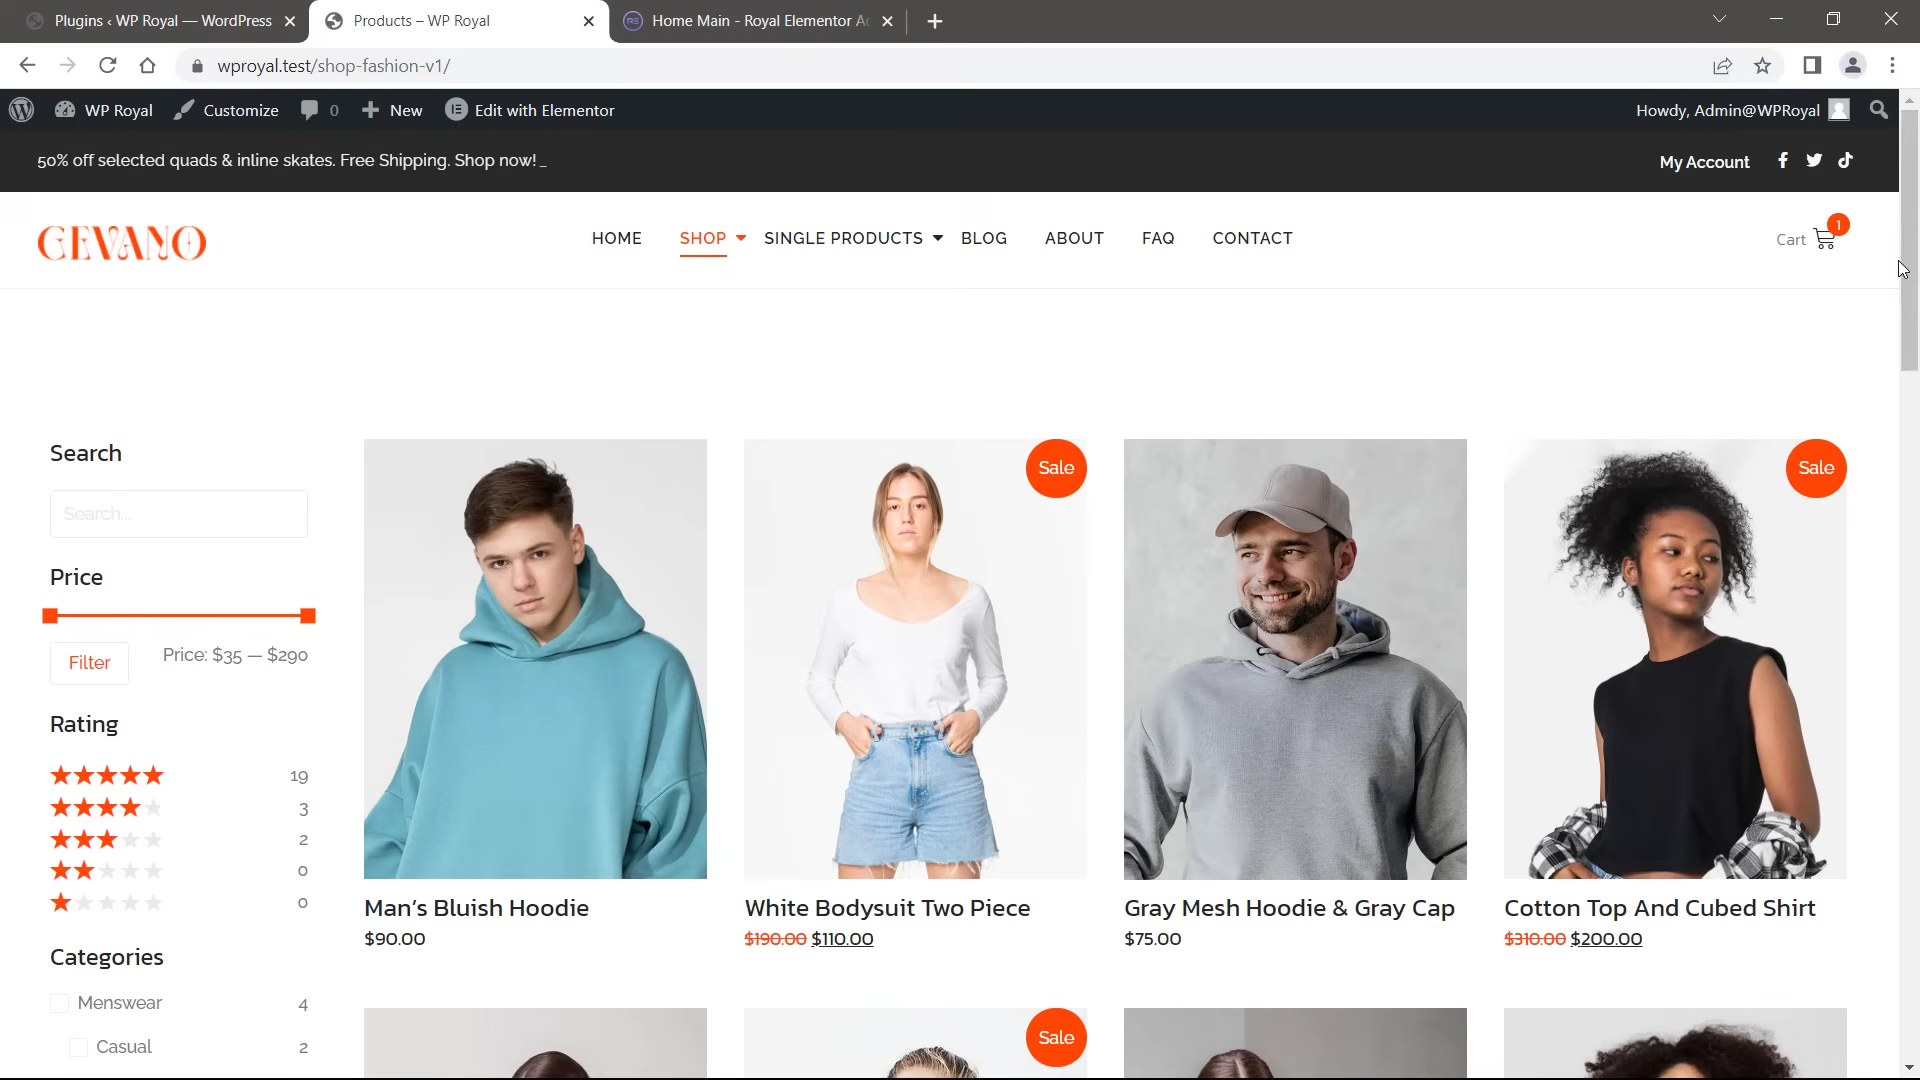 Plugins ‹ WP Royal — WordPress
Products – WP Royal
Home Main - Royal Elementor Ad
wproyal.test/shop-fashion-v1/
WP Royal
Customize
0
New
Edit with Elementor
Howdy, Admin@WPRoyal
50% off selected quads & inline skates. Free Shipping. Shop now! _
My Account
GEVANO
HOME
SHOP
SINGLE PRODUCTS
BLOG
ABOUT
FAQ
CONTACT
Cart
1
Search
Search...
Price
Filter
Price: $35 — $290
Rating
19
3
2
0
0
Categories
Menswear 4
Casual 2
Sale
Sale
Man’s Bluish Hoodie
$90.00
White Bodysuit Two Piece
$190.00 $110.00
Gray Mesh Hoodie & Gray Cap
$75.00
Cotton Top And Cubed Shirt
$310.00 $200.00
Sale